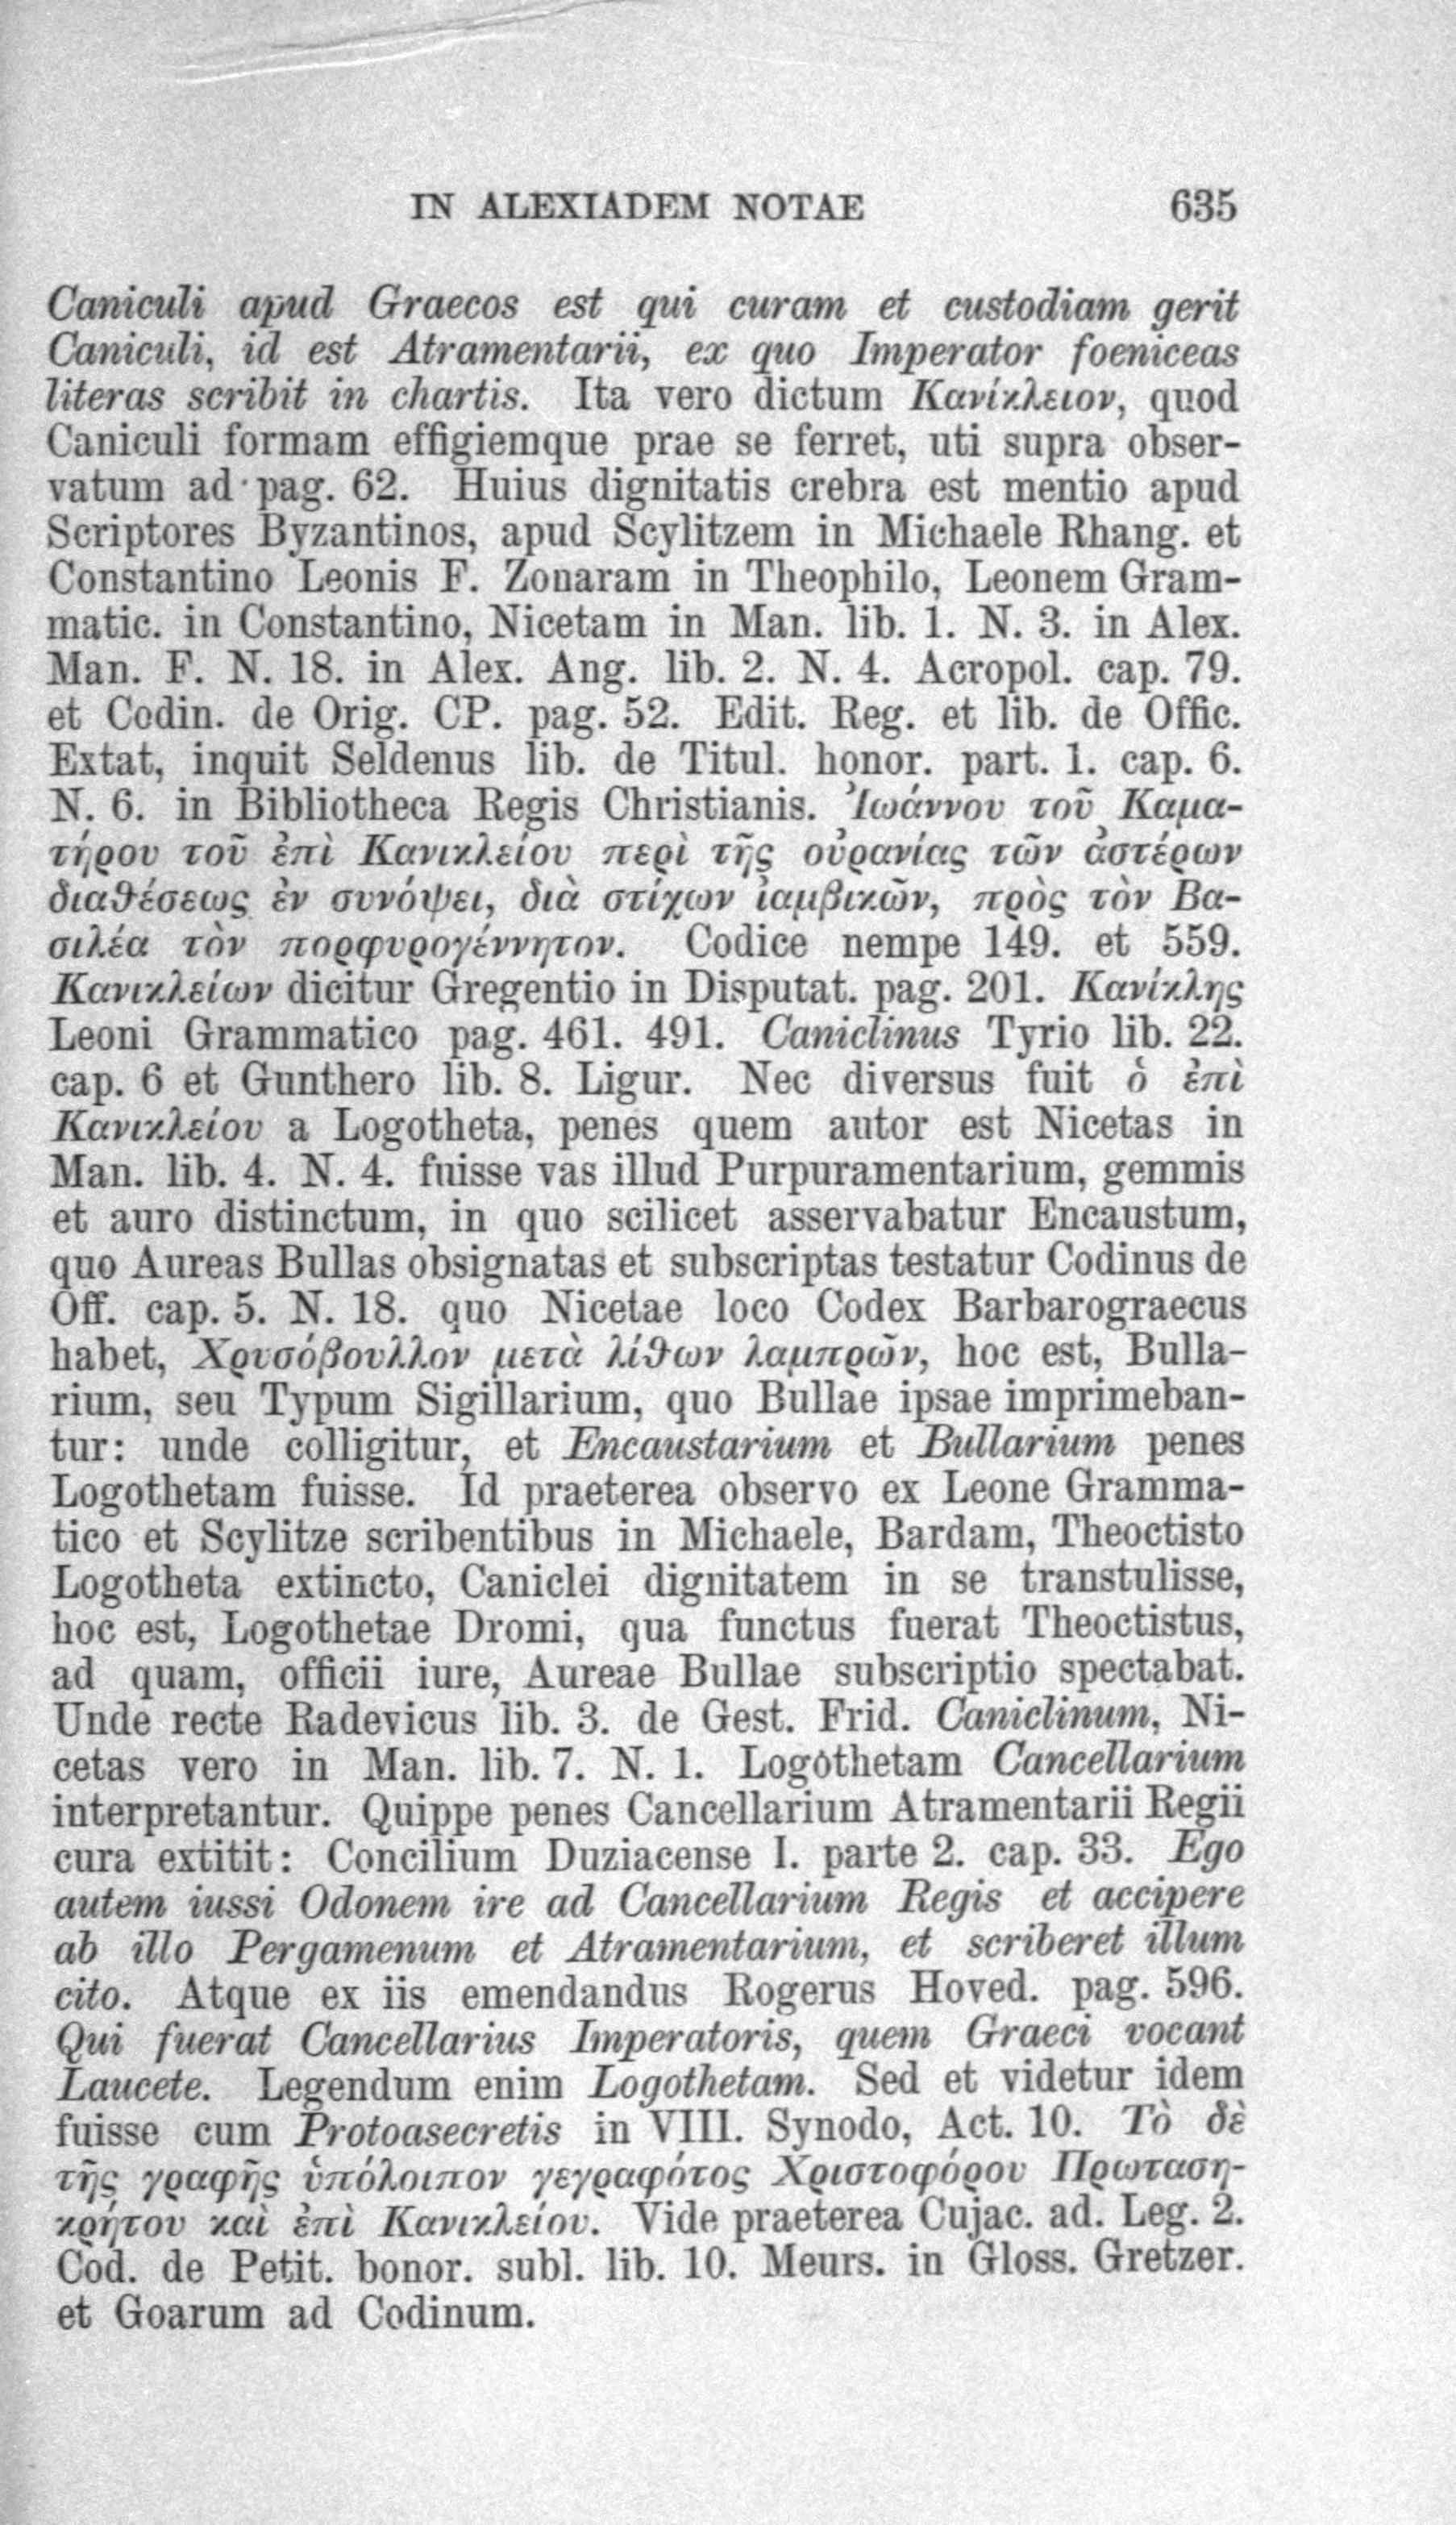 IN ALEXIADEM NOTAE 635
Caniculi apud Graecos est qui curam et custodiam gerit
Caniculi, id est Atramentarii, ex quo Imperator foeniceas
literas scribit in chartis. Ita vero dictum Κανίκλειον, quod
Caniculi formam effigiemque prae se ferret, uti supra obser-
vatum ad pag. 62. Huius dignitatis crebra est mentio apud
Scriptores Byzantinos, apud Scylitzem in Michaele Rhang. et
Constantino Leonis F. Zonaram in Theophilo, Leonem Gram-
matic. in Constantino, Nicetam in Man. lib. 1. N. 3. in Alex.
Man. F. N. 18. in Alex. Ang. lib. 2. N. 4. Acropol. cap. 79.
et Codin. de Orig. CP. pag. 52. Edit. Reg. et lib. de Offic.
Extat, inquit Seldenus lib. de Titul. honor. part. 1. cap. 6.
N. 6. in Bibliotheca Regis Christianis. Ἰωάννου τοῦ Καμα-
τήρου τοῦ ἐπὶ Κανικλείου περὶ τῆς οὐρανίας τῶν ἀστέρων
διαθέσεως ἐν συνόψει, διὰ στίχων ἰαμβικῶν, πρὸς τὸν Βα-
σιλέα τὸν πορφυρογέννητον. Codice nempe 149. et 559.
Κανικλείων dicitur Gregentio in Disputat. pag. 201. Κανίκλης
Leoni Grammatico pag. 461. 491. Caniclinus Tyrio lib. 22.
cap. 6 et Gunthero lib. 8. Ligur. Nec diversus fuit ὁ ἐπὶ
Κανικλείου a Logotheta, penes quem autor est Nicetas in
Man. lib. 4. N. 4. fuisse vas illud Purpuramentarium, gemmis
et auro distinctum, in quo scilicet asservabatur Encaustum,
quo Aureas Bullas obsignatas et subscriptas testatur Codinus de
Off. cap. 5. N. 18. quo Nicetae loco Codex Barbarograecus
habet, Χρυσόβουλλον μετὰ λίθων λαμπρῶν, hoc est, Bulla-
rium, seu Typum Sigillarium, quo Bullae ipsae imprimeban-
tur: unde colligitur, et Encaustarium et Bullarium penes
Logothetam fuisse. Id praeterea observo ex Leone Gramma-
tico et Scylitze scribentibus in Michaele, Bardam, Theoctisto
Logotheta extincto, Caniclei dignitatem in se transtulisse,
hoc est, Logothetae Dromi, qua functus fuerat Theoctistus,
ad quam, officii iure, Aureae Bullae subscriptio spectabat.
Unde recte Radevicus lib. 3. de Gest. Frid. Caniclinum, Ni-
cetas vero in Man. lib. 7. N. 1. Logothetam Cancellarium
interpretantur. Quippe penes Cancellarium Atramentarii Regii
cura extitit: Concilium Duziacense I. parte 2. cap. 33. Ego
autem iussi Odonem ire ad Cancellarium Regis et accipere
ab illo Pergamenum et Atramentarium, et scriberet illum
cito. Atque ex iis emendandus Rogerus Hoved. pag. 596.
Qui fuerat Cancellarius Imperatoris, quem Graeci vocant
Laucete. Legendum enim Logothetam. Sed et videtur idem
fuisse cum Protoasecretis in VIII. Synodo, Act. 10. Τὸ δὲ
τῆς γραφῆς ὑπόλοιπον γεγραφότος Χριστοφόρου Πρωταση-
κρήτου καὶ ἐπὶ Κανικλείου. Vide praeterea Cujac. ad. Leg. 2.
Cod. de Petit. bonor. subl. lib. 10. Meurs. in Gloss. Gretzer.
et Goarum ad Codinum.